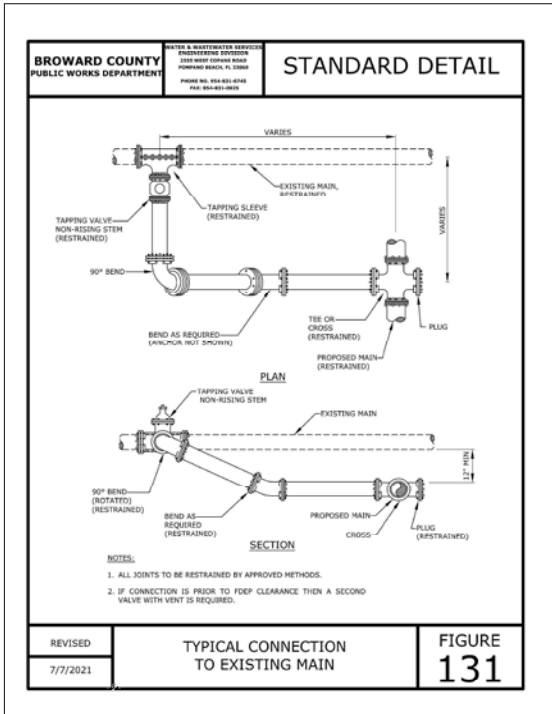 BROWARD COUNTY
PUBLIC WORKS DEPARTMENT
WATER & WASTEWATER SERVICES
ENGINEERING DIVISION
2555 WEST COPANS ROAD
POMPANO BEACH, FL 33069
PHONE NO. 954-831-0745
FAX: 954-831-0925
STANDARD DETAIL
VARIES
EXISTING MAIN,
RESTRAINED
TAPPING SLEEVE
(RESTRAINED)
VARIES
TAPPING VALVE
NON-RISING STEM
(RESTRAINED)
90° BEND
BEND AS REQUIRED
(ANCHOR NOT SHOWN)
TEE OR
CROSS
(RESTRAINED)
PLUG
PROPOSED MAIN
(RESTRAINED)
PLAN
TAPPING VALVE
NON-RISING STEM
EXISTING MAIN
12" MIN
90° BEND
(ROTATED)
(RESTRAINED)
BEND AS
REQUIRED
(RESTRAINED)
PROPOSED MAIN
CROSS
PLUG
(RESTRAINED)
SECTION
NOTES:
1. ALL JOINTS TO BE RESTRAINED BY APPROVED METHODS.
2. IF CONNECTION IS PRIOR TO FDEP CLEARANCE THEN A SECOND
VALVE WITH VENT IS REQUIRED.
REVISED
7/7/2021
TYPICAL CONNECTION
TO EXISTING MAIN
FIGURE
131